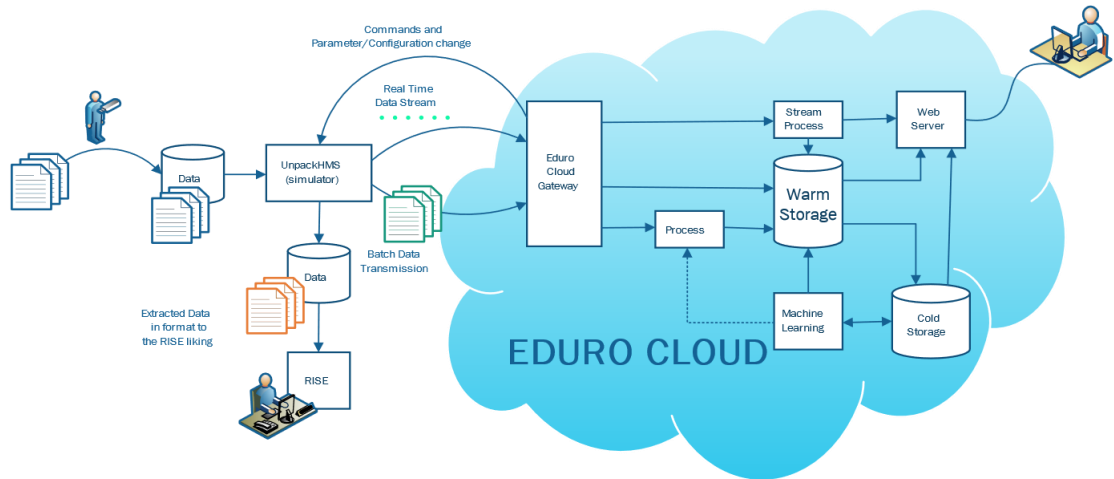 Commands and
Parameter/Configuration change
Real Time
Data Stream
Data
UnpackHMS
(simulator)
Eduro
Cloud
Gateway
Stream
Process
Web
Server
Warm
Storage
Process
Batch Data
Transmission
Data
Extracted Data
in format to
the RISE liking
Machine
Learning
Cold
Storage
EDURO CLOUD
RISE